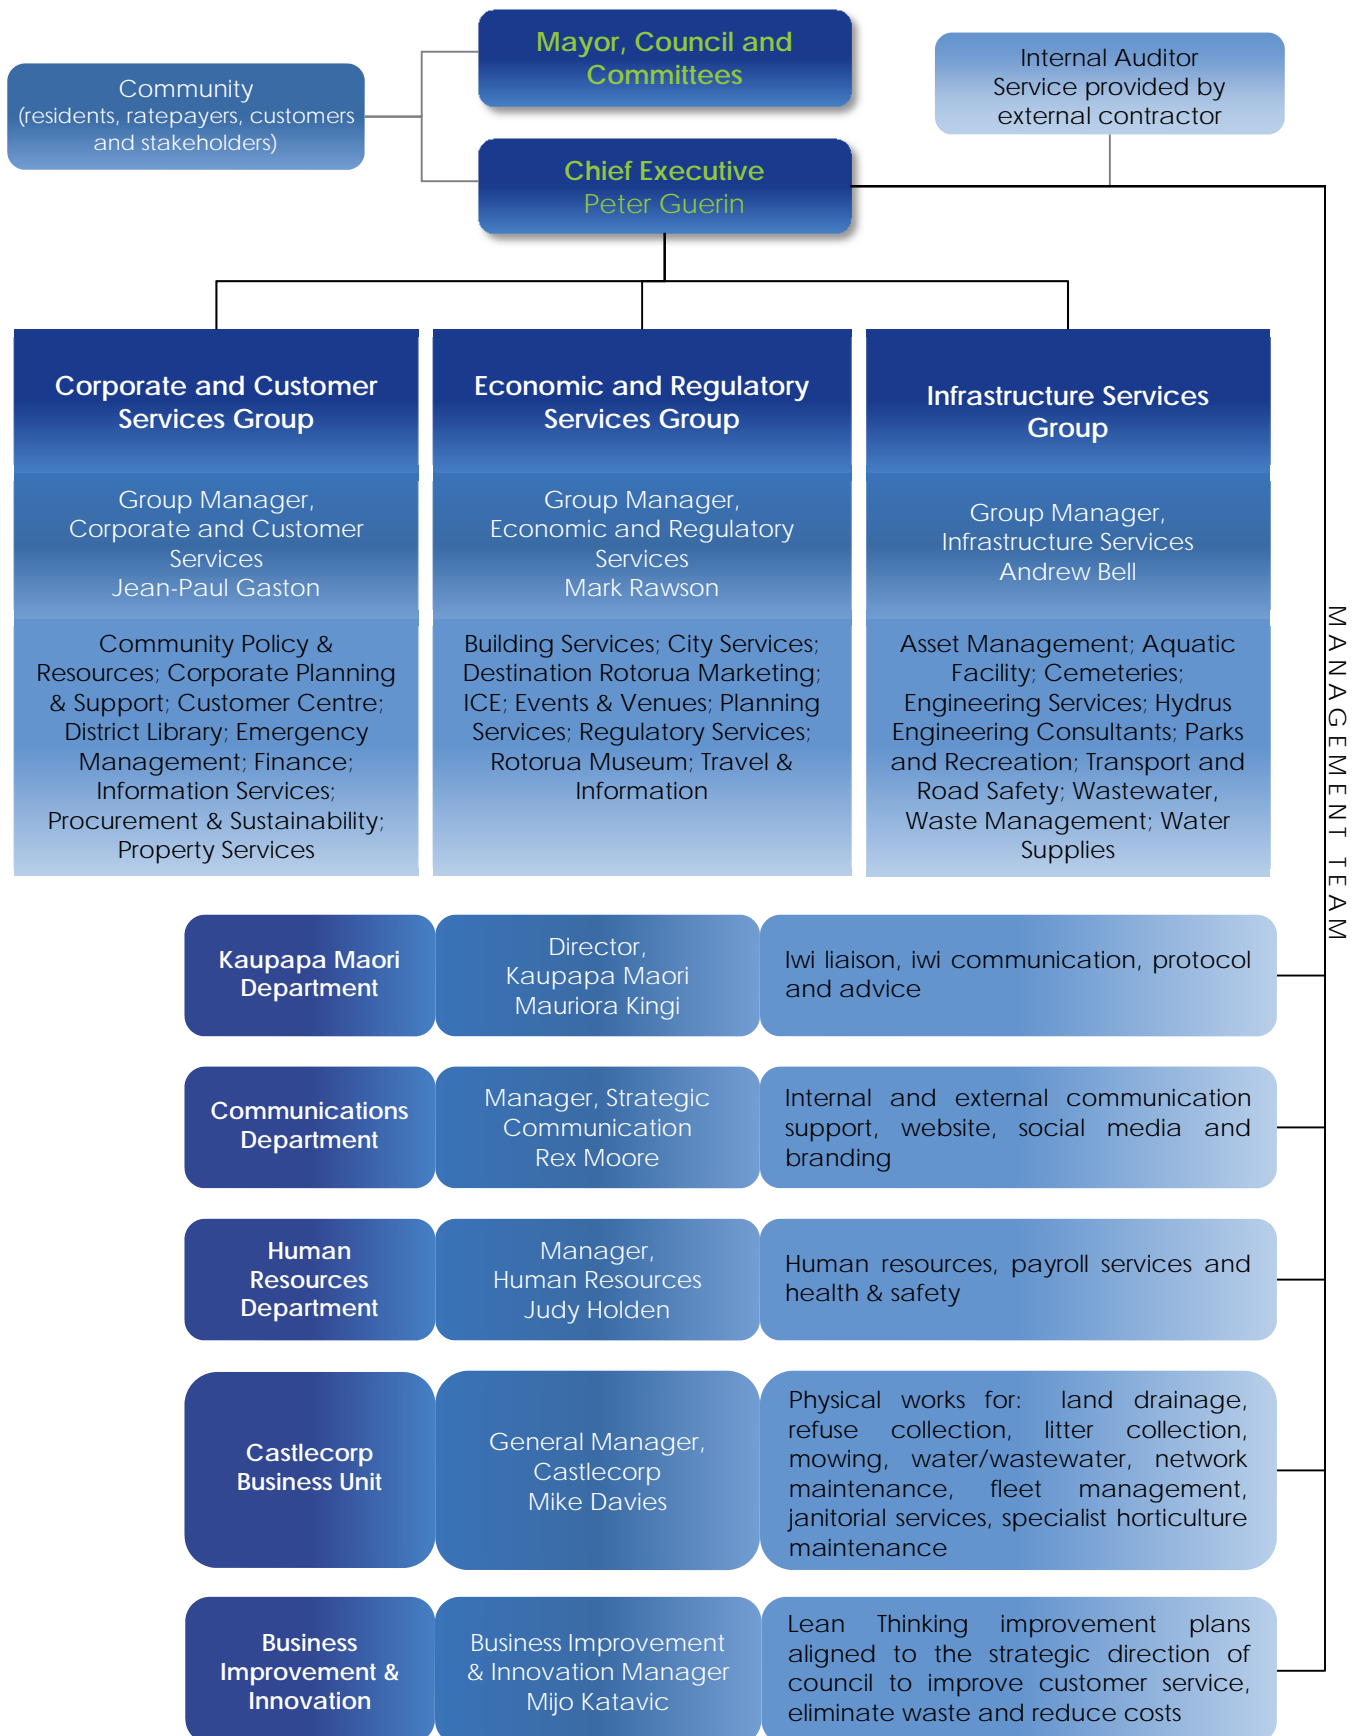 Mayor, Council and
Committees
Community
(residents, ratepayers, customers
and stakeholders)
Internal Auditor
Service provided by
external contractor
Chief Executive
Peter Guerin
Corporate and Customer
Services Group
Group Manager,
Corporate and Customer
Services
Jean-Paul Gaston
Community Policy &
Resources; Corporate Planning
& Support; Customer Centre;
District Library; Emergency
Management; Finance;
Information Services;
Procurement & Sustainability;
Property Services
Economic and Regulatory
Services Group
Group Manager,
Economic and Regulatory
Services
Mark Rawson
Building Services; City Services;
Destination Rotorua Marketing;
ICE; Events & Venues; Planning
Services; Regulatory Services;
Rotorua Museum; Travel &
Information
Infrastructure Services
Group
Group Manager,
Infrastructure Services
Andrew Bell
Asset Management; Aquatic
Facility; Cemeteries;
Engineering Services; Hydrus
Engineering Consultants; Parks
and Recreation; Transport and
Road Safety; Wastewater,
Waste Management; Water
Supplies
MANAGEMENT TEAM
Kaupapa Maori
Department
Director,
Kaupapa Maori
Mauriora Kingi
Iwi liaison, iwi communication, protocol
and advice
Communications
Department
Manager, Strategic
Communication
Rex Moore
Internal and external communication
support, website, social media and
branding
Human
Resources
Department
Manager,
Human Resources
Judy Holden
Human resources, payroll services and
health & safety
Castlecorp
Business Unit
General Manager,
Castlecorp
Mike Davies
Physical works for: land drainage,
refuse collection, litter collection,
mowing, water/wastewater, network
maintenance, fleet management,
janitorial services, specialist horticulture
maintenance
Business
Improvement &
Innovation
Business Improvement
& Innovation Manager
Mijo Katavic
Lean Thinking improvement plans
aligned to the strategic direction of
council to improve customer service,
eliminate waste and reduce costs